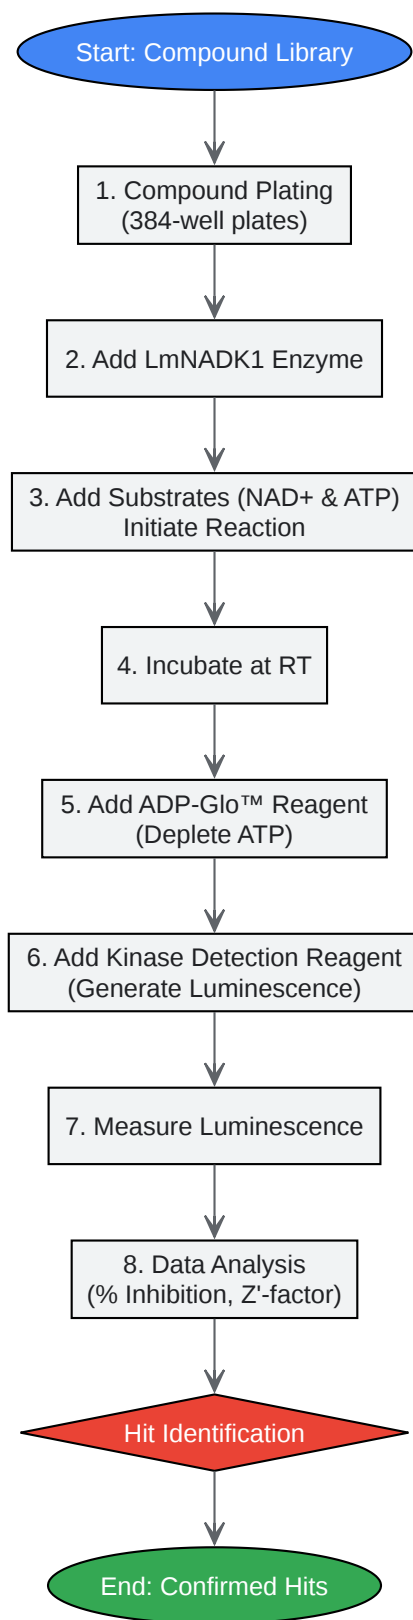 Start: Compound Library
1. Compound Plating
(384-well plates)
2. Add LmNADK1 Enzyme
3. Add Substrates (NAD+ & ATP)
Initiate Reaction
4. Incubate at RT
5. Add ADP-Glo™ Reagent
(Deplete ATP)
6. Add Kinase Detection Reagent
(Generate Luminescence)
7. Measure Luminescence
8. Data Analysis
(% Inhibition, Z'-factor)
Hit Identification
End: Confirmed Hits